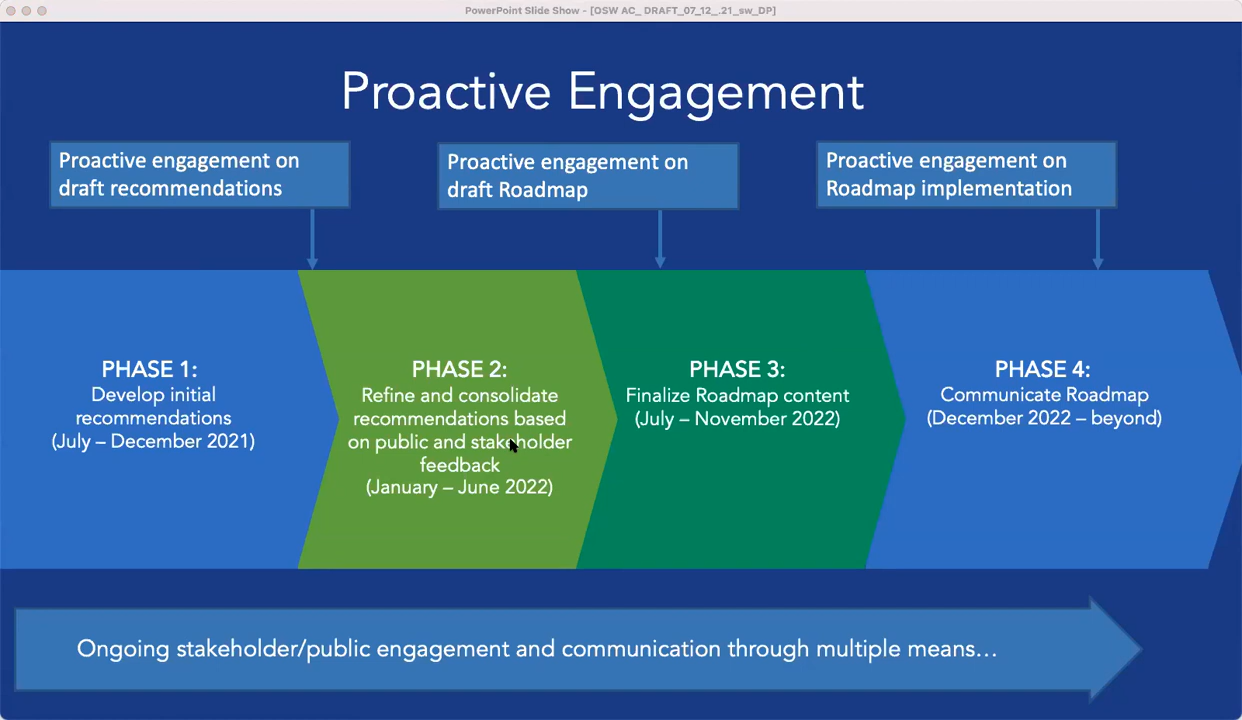 PowerPoint Slide Show - [OSW AC_ DRAFT_07_12_.21_sw_DP]
Proactive Engagement
Proactive engagement on
draft recommendations
Proactive engagement on
draft Roadmap
Proactive engagement on
Roadmap implementation
PHASE 1:
Develop initial
recommendations
(July – December 2021)
PHASE 2:
Refine and consolidate
recommendations based
on public and stakeholder
feedback
(January – June 2022)
PHASE 3:
Finalize Roadmap content
(July – November 2022)
PHASE 4:
Communicate Roadmap
(December 2022 – beyond)
Ongoing stakeholder/public engagement and communication through multiple means…